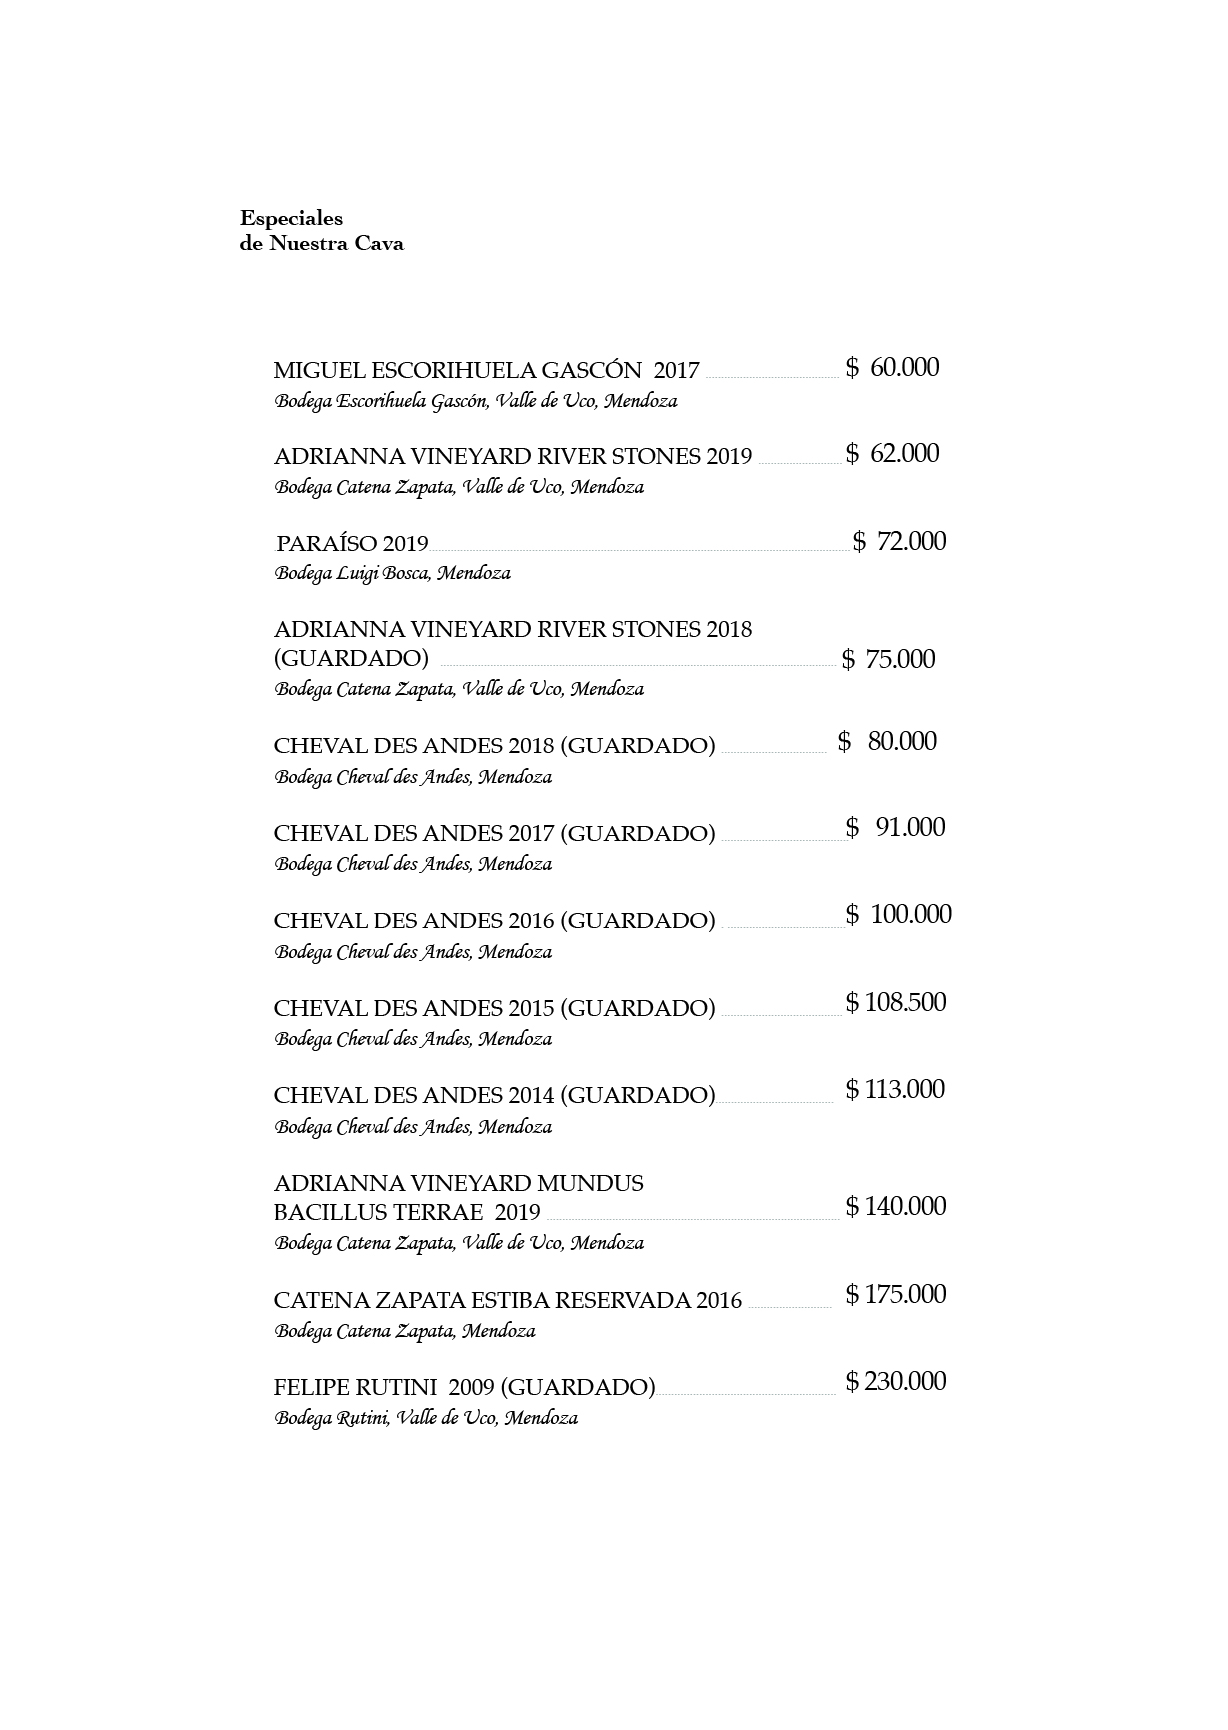 Especiales
de Nuestra Cava
MIGUEL ESCORIHUELA GASCÓN 2017 $ 60.000
Bodega Escorihuela Gascón, Valle de Uco, Mendoza
ADRIANNA VINEYARD RIVER STONES 2019 $ 62.000
Bodega Catena Zapata, Valle de Uco, Mendoza
PARAÍSO 2019 $ 72.000
Bodega Luigi Bosca, Mendoza
ADRIANNA VINEYARD RIVER STONES 2018
(GUARDADO) $ 75.000
Bodega Catena Zapata, Valle de Uco, Mendoza
CHEVAL DES ANDES 2018 (GUARDADO) $ 80.000
Bodega Cheval des Andes, Mendoza
CHEVAL DES ANDES 2017 (GUARDADO) $ 91.000
Bodega Cheval des Andes, Mendoza
CHEVAL DES ANDES 2016 (GUARDADO) $ 100.000
Bodega Cheval des Andes, Mendoza
CHEVAL DES ANDES 2015 (GUARDADO) $ 108.500
Bodega Cheval des Andes, Mendoza
CHEVAL DES ANDES 2014 (GUARDADO) $ 113.000
Bodega Cheval des Andes, Mendoza
ADRIANNA VINEYARD MUNDUS
BACILLUS TERRAE 2019 $ 140.000
Bodega Catena Zapata, Valle de Uco, Mendoza
CATENA ZAPATA ESTIBA RESERVADA 2016 $ 175.000
Bodega Catena Zapata, Mendoza
FELIPE RUTINI 2009 (GUARDADO) $ 230.000
Bodega Rutini, Valle de Uco, Mendoza